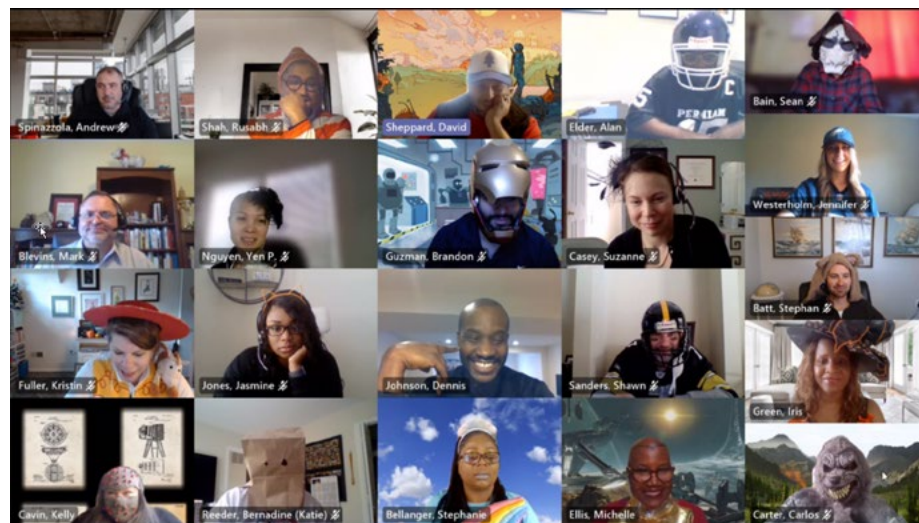 Spinazzola, Andrew
Shah, Rusabh
Sheppard, David
Elder, Alan
Bain, Sean
PERMIAN
C
Blevins, Mark
Nguyen, Yen P.
Guzman, Brandon
Casey, Suzanne
Westerholm, Jennifer
Batt, Stephan
Fuller, Kristin
Jones, Jasmine
Johnson, Dennis
Sanders, Shawn
Green, Iris
Cavin, Kelly
Reeder, Bernadine (Katie)
Bellanger, Stephanie
Ellis, Michelle
Carter, Carlos